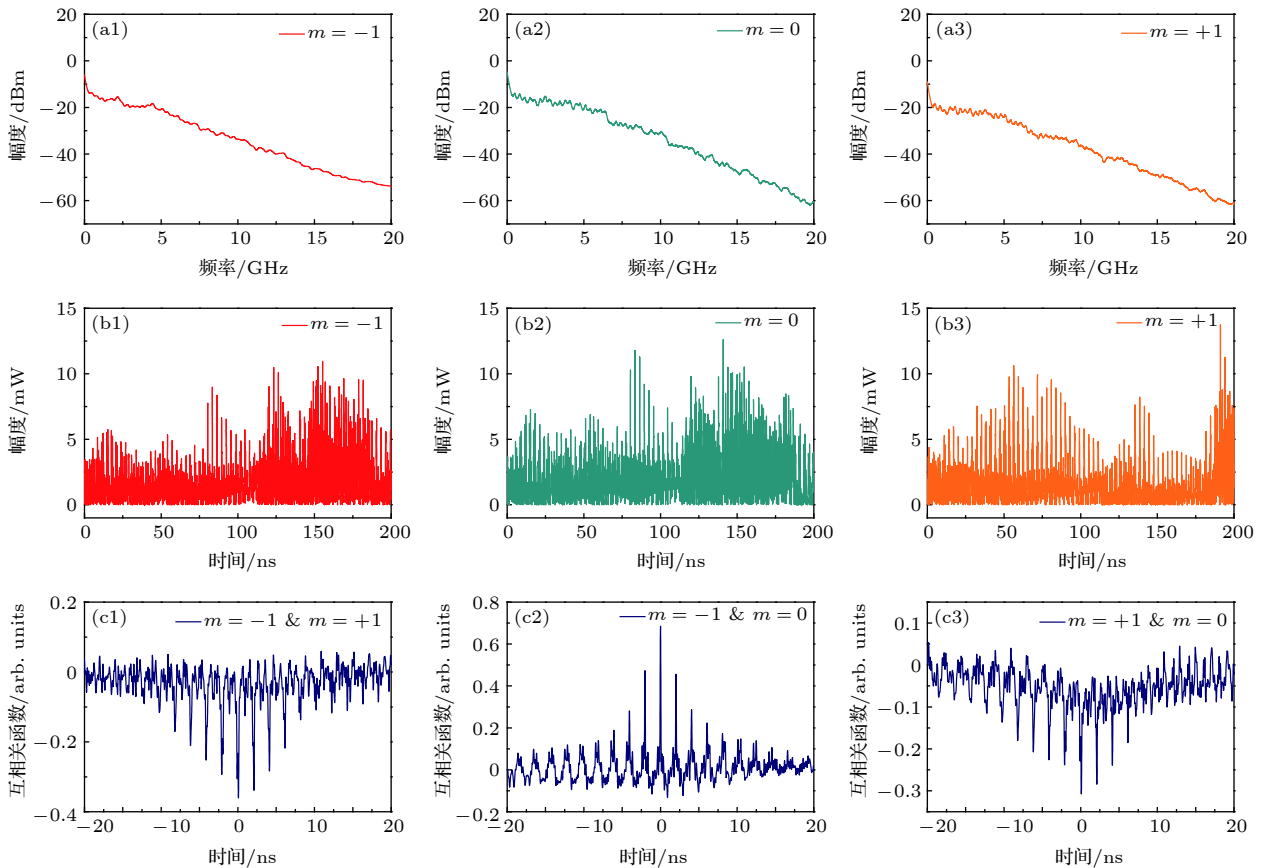 (a1) m = −1
20
0
−20
−40
−60
幅度/dBm
0 5 10 15 20
频率/GHz
(a2) m = 0
20
0
−20
−40
−60
幅度/dBm
0 5 10 15 20
频率/GHz
(a3) m = +1
20
0
−20
−40
−60
幅度/dBm
0 5 10 15 20
频率/GHz
(b1) m = −1
15
10
5
0
幅度/mW
0 50 100 150 200
时间/ns
(b2) m = 0
15
10
5
0
幅度/mW
0 50 100 150 200
时间/ns
(b3) m = +1
15
10
5
0
幅度/mW
0 50 100 150 200
时间/ns
(c1) m = −1 & m = +1
0.2
0
−0.2
−0.4
互相关函数/arb. units
−20 −10 0 10 20
时间/ns
(c2) m = −1 & m = 0
0.8
0.6
0.4
0.2
0
−0.2
互相关函数/arb. units
−20 −10 0 10 20
时间/ns
(c3) m = +1 & m = 0
0.1
0
−0.1
−0.2
−0.3
互相关函数/arb. units
−20 −10 0 10 20
时间/ns